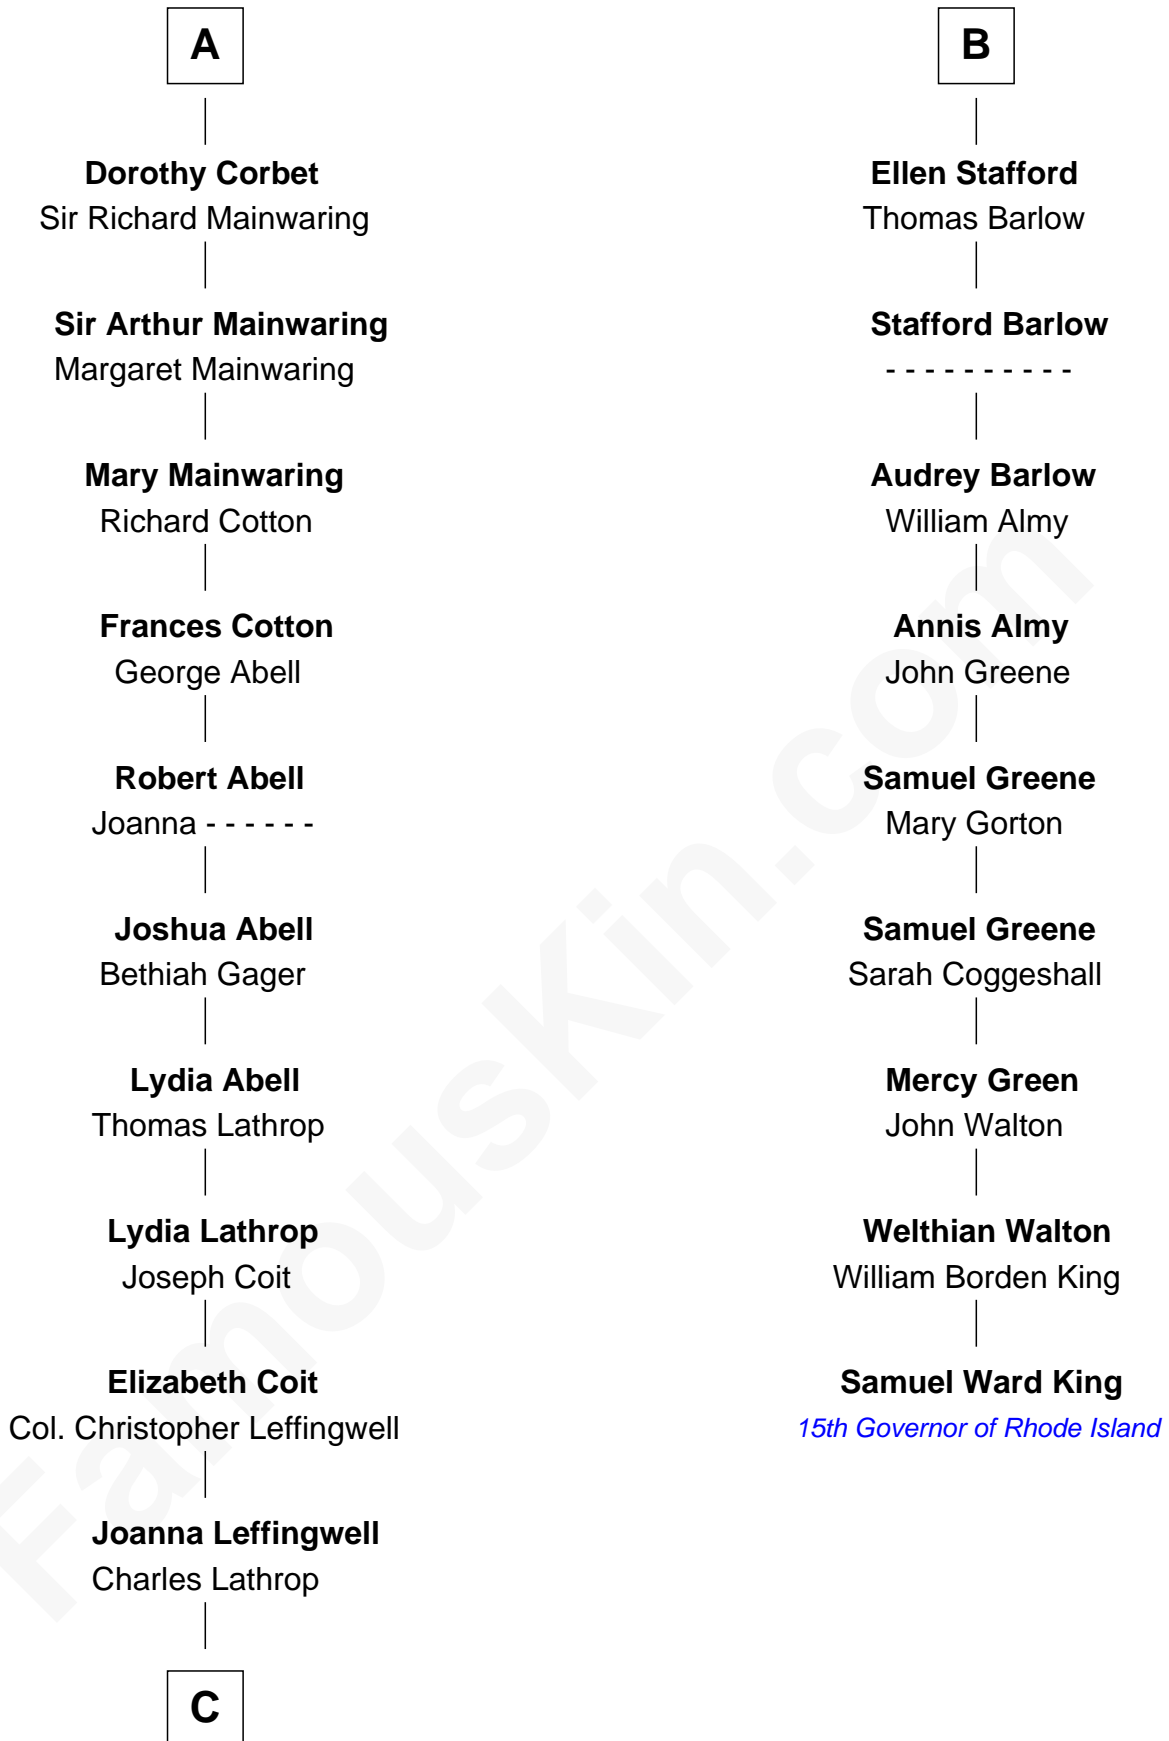 A
Dorothy Corbet
Sir Richard Mainwaring
Sir Arthur Mainwaring
Margaret Mainwaring
Mary Mainwaring
Richard Cotton
Frances Cotton
George Abell
Robert Abell
Joanna - - - - - -
Joshua Abell
Bethiah Gager
Lydia Abell
Thomas Lathrop
Lydia Lathrop
Joseph Coit
Elizabeth Coit
Col. Christopher Leffingwell
Joanna Leffingwell
Charles Lathrop
C
B
Ellen Stafford
Thomas Barlow
Stafford Barlow
- - - - - - - - - -
Audrey Barlow
William Almy
Annis Almy
John Greene
Samuel Greene
Mary Gorton
Samuel Greene
Sarah Coggeshall
Mercy Green
John Walton
Welthian Walton
William Borden King
Samuel Ward King
15th Governor of Rhode Island
FamousKin.com